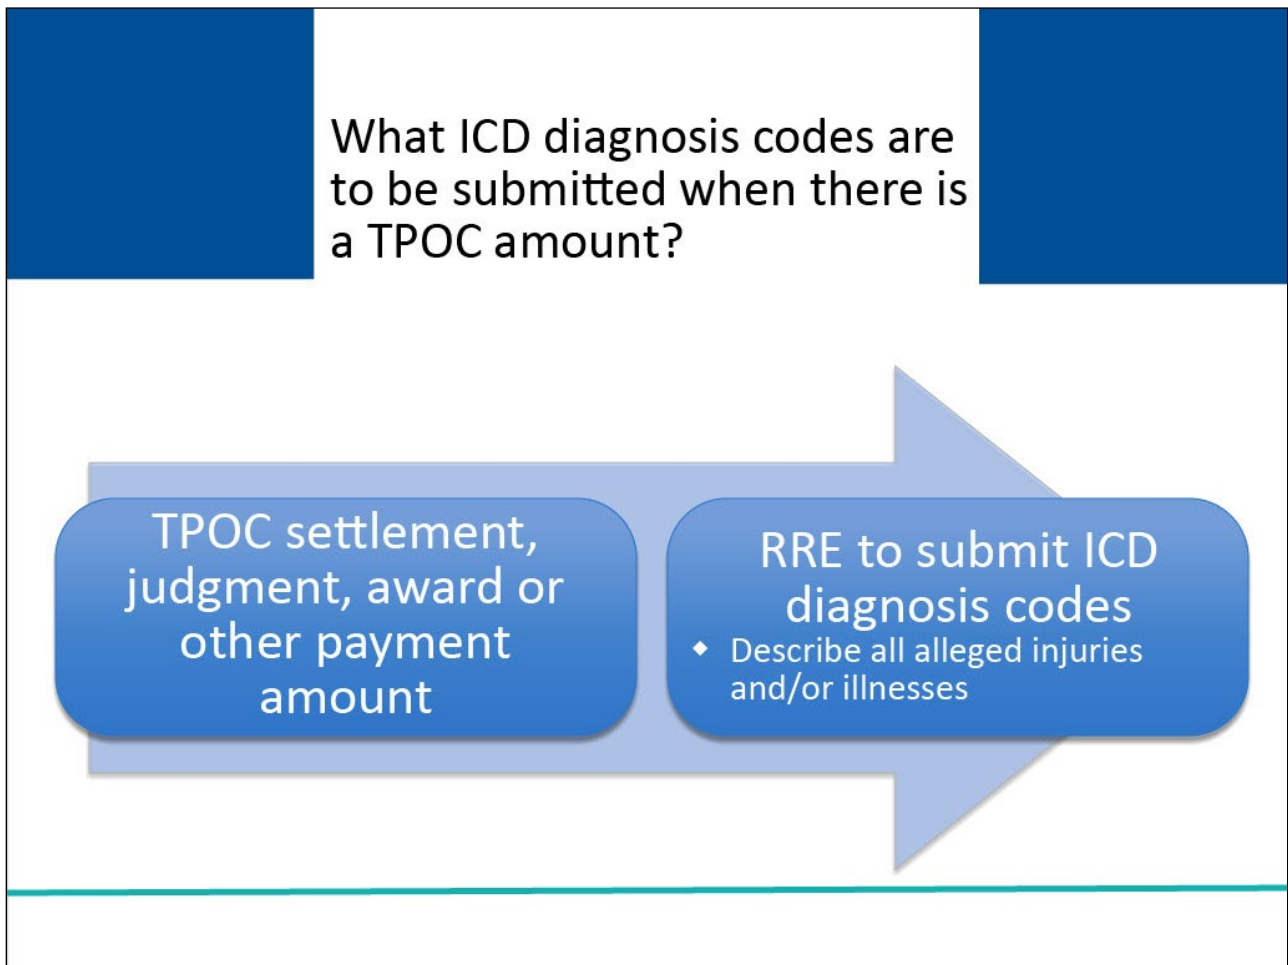 What ICD diagnosis codes are
to be submitted when there is
a TPOC amount?
TPOC settlement,
judgment, award or
other payment
amount
RRE to submit ICD
diagnosis codes
◆ Describe all alleged injuries
and/or illnesses